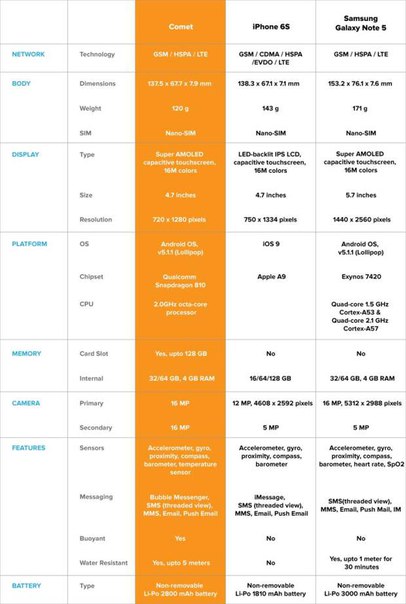 Comet iPhone 6S Samsung Galaxy Note 5
NETWORK Technology GSM / HSPA / LTE GSM / CDMA / HSPA /EVDO / LTE GSM / HSPA / LTE
BODY Dimensions 137.5 x 67.7 x 7.9 mm 138.3 x 67.1 x 7.1 mm 153.2 x 76.1 x 7.6 mm
Weight 120 g 143 g 171 g
SIM Nano-SIM Nano-SIM Nano-SIM
DISPLAY Type Super AMOLED capacitive touchscreen, 16M colors LED-backlit IPS LCD, capacitive touchscreen, 16M colors Super AMOLED capacitive touchscreen, 16M colors
Size 4.7 inches 4.7 inches 5.7 inches
Resolution 720 x 1280 pixels 750 x 1334 pixels 1440 x 2560 pixels
PLATFORM OS Android OS, v5.1.1 (Lollipop) iOS 9 Android OS, v5.1.1 (Lollipop)
Chipset Qualcomm Snapdragon 810 Apple A9 Exynos 7420
CPU 2.0GHz octa-core processor Quad-core 1.5 GHz Cortex-A53 & Quad-core 2.1 GHz Cortex-A57
MEMORY Card Slot Yes, upto 128 GB No No
Internal 32/64 GB, 4 GB RAM 16/64/128 GB 32/64 GB, 4 GB RAM
CAMERA Primary 16 MP 12 MP, 4608 x 2592 pixels 16 MP, 5312 x 2988 pixels
Secondary 16 MP 5 MP 5 MP
FEATURES Sensors Accelerometer, gyro, proximity, compass, barometer, temperature sensor Accelerometer, gyro, proximity, compass, barometer Accelerometer, gyro, proximity, compass, barometer, heart rate, SpO2
Messaging Bubble Messenger, SMS (threaded view), MMS, Email, Push Email iMessage, SMS (threaded view), MMS, Email, Push Email SMS(threaded view), MMS, Email, Push Mail, IM
Buoyant Yes No No
Water Resistant Yes, upto 5 meters No Yes, upto 1 meter for 30 minutes
BATTERY Type Non-removable Li-Po 2800 mAh battery Non-removable Li-Po 1810 mAh battery Non-removable Li-Po 3000 mAh battery